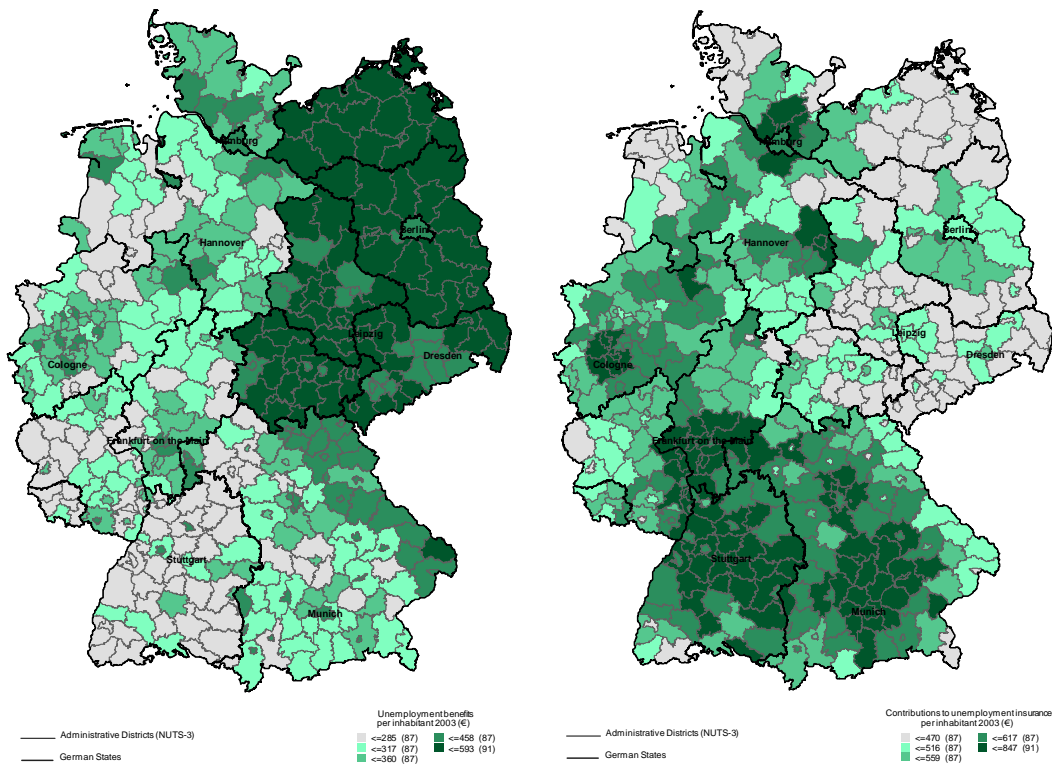 Hamburg
Hannover
Berlin
Leipzig
Dresden
Cologne
Frankfurt on the Main
Stuttgart
Munich
Administrative Districts (NUTS-3)
German States
Unemployment benefits
per inhabitant 2003 (€)
<=285 (87)
<=317 (87)
<=360 (87)
<=458 (87)
<=593 (91)
Hamburg
Hannover
Berlin
Leipzig
Dresden
Cologne
Frankfurt on the Main
Stuttgart
Munich
Administrative Districts (NUTS-3)
German States
Contributions to unemployment insurance
per inhabitant 2003 (€)
<=470 (87)
<=516 (87)
<=559 (87)
<=617 (87)
<=847 (91)